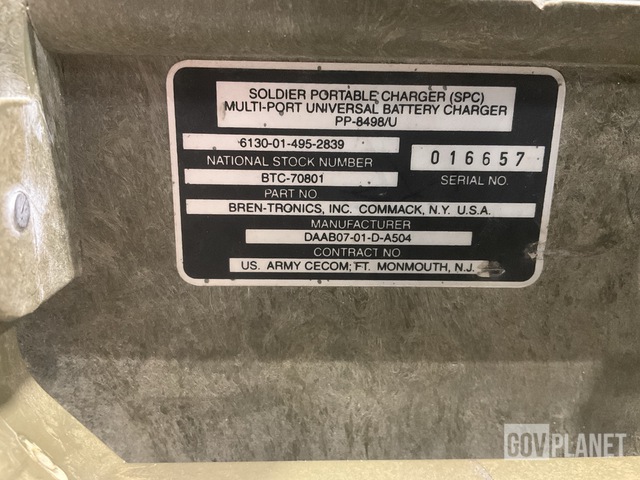 SOLDIER PORTABLE CHARGER (SPC)
MULTI-PORT UNIVERSAL BATTERY CHARGER
PP-8498/U
6130-01-495-2839
NATIONAL STOCK NUMBER
016657
SERIAL NO.
BTC-70801
PART NO
BREN-TRONICS, INC. COMMACK, N.Y. U.S.A.
MANUFACTURER
DAAB07-01-D-A504
CONTRACT NO
US. ARMY CECOM; FT. MONMOUTH, N.J.
GOVPLANET